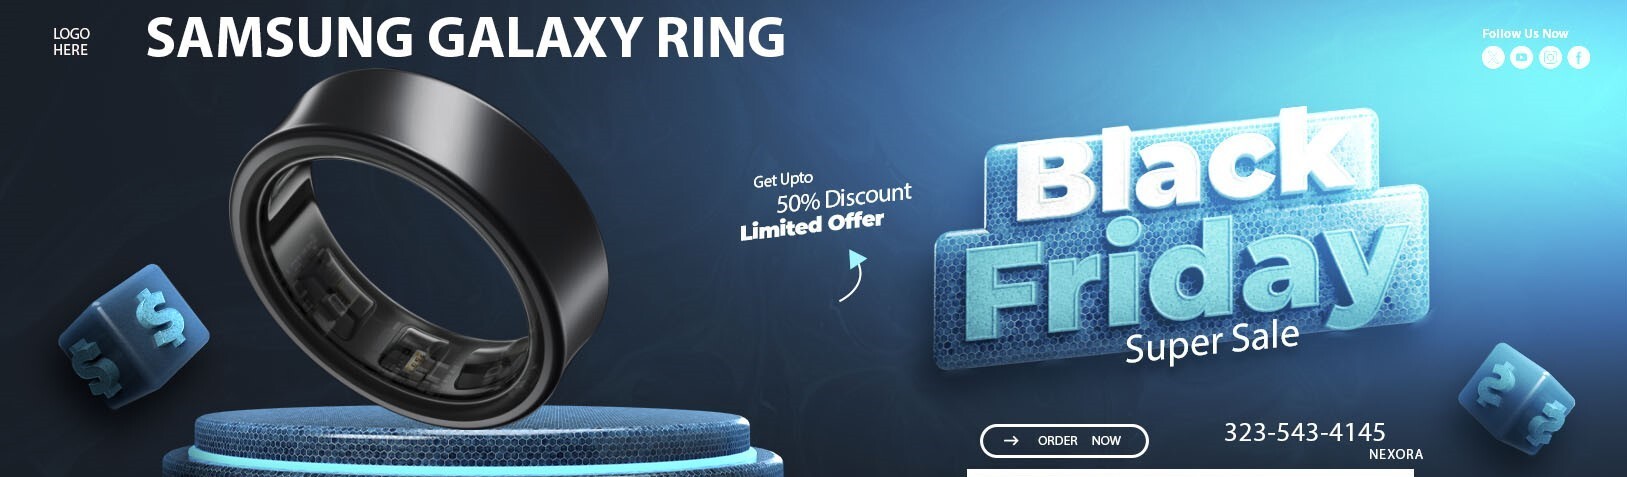 LOGO
HERE
SAMSUNG GALAXY RING
Follow Us Now
Get Upto
50% Discount
Limited Offer
Black
Friday
Super Sale
$
$
$
$
ORDER NOW
323-543-4145
NEXORA